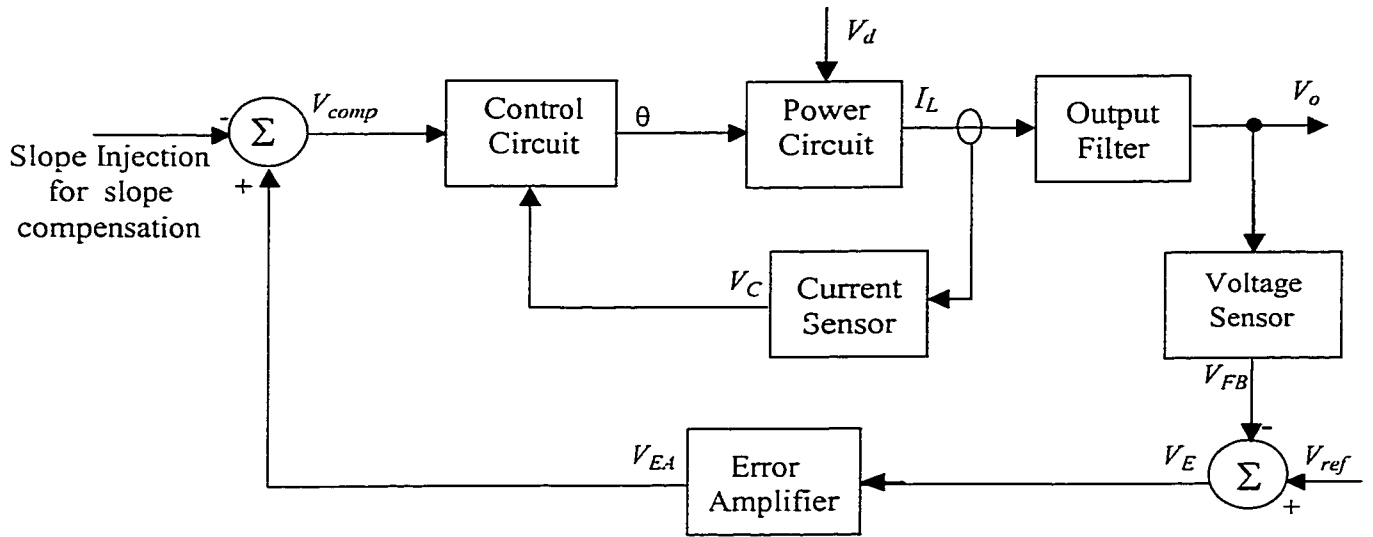 V_d
V_comp
Control
Circuit
θ
Power
Circuit
I_L
Output
Filter
V_o
-
Σ
+
Slope Injection
for slope
compensation
V_C
Current
Sensor
Voltage
Sensor
V_FB
-
V_EA
Error
Amplifier
V_E
Σ
V_ref
+